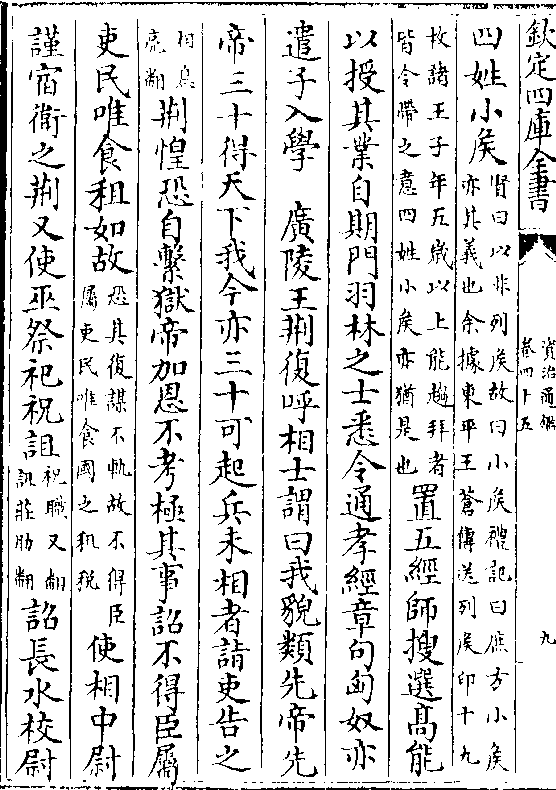 欽定四庫全書
資治通鑑
卷四十五
九
四姓小侯
賢曰以非列侯故曰小侯禮記曰庶方小侯
亦其義也余據東平王蒼傳送列侯印十九
枚諸王子年五歲以上能趨拜者
皆令帶之意四姓小侯亦猶是也
置五經師搜選髙能
以授其業自期門羽林之士悉令通孝經章句匈奴亦
遣子入學 廣陵王荆復呼相士謂曰我貌類先帝先
帝三十得天下我今亦三十可起兵未相者詣吏告之
相息
亮翻
荆惶恐自繫獄帝加恩不考極其事詔不得臣屬
吏民唯食租如故
恐其復謀不軌故不得臣
屬吏民唯食國之租税
使相中尉
謹宿衛之荆又使巫祭祀祝詛
祝職又翻
詛莊助翻
詔長水校尉